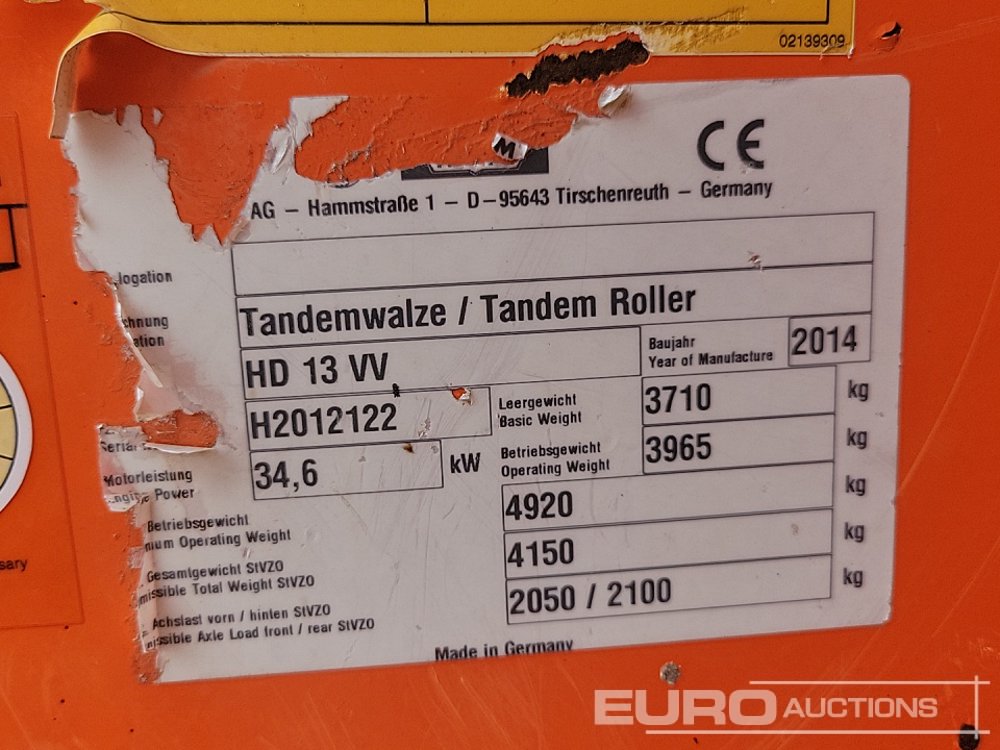 02139309
CE
M
AG – Hammstraße 1 – D–95643 Tirschenreuth – Germany
Tandemwalze / Tandem Roller
HD 13 VV
Baujahr
Year of Manufacture
2014
H2012122
Leergewicht
Basic Weight
3710 kg
Motorleistung
Power
34,6 kW
Betriebsgewicht
Operating Weight
3965 kg
Betriebsgewicht
Operating Weight
4920 kg
Gesamtgewicht StVZO
Total Weight StVZO
4150 kg
Achslast vorn / hinten StVZO
Axle Load front / rear StVZO
2050 / 2100 kg
Made in Germany
EURO AUCTIONS